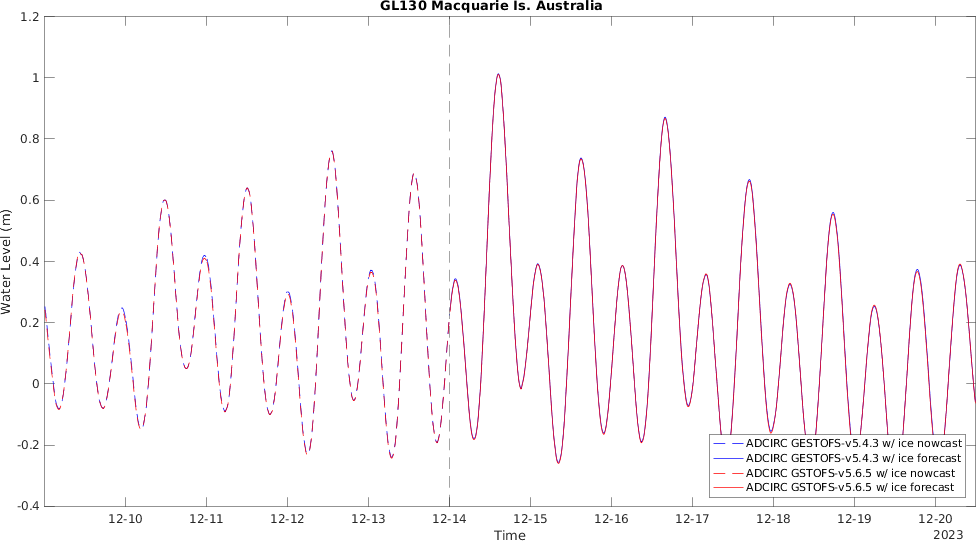 GL130 Macquarie Is. Australia
1.2
1
0.8
0.6
0.4
0.2
0
-0.2
-0.4
Water Level (m)
ADCIRC GESTOFS-v5.4.3 w/ ice nowcast
ADCIRC GESTOFS-v5.4.3 w/ ice forecast
ADCIRC GSTOFS-v5.6.5 w/ ice nowcast
ADCIRC GSTOFS-v5.6.5 w/ ice forecast
12-10 12-11 12-12 12-13 12-14 12-15 12-16 12-17 12-18 12-19 12-20
Time
2023